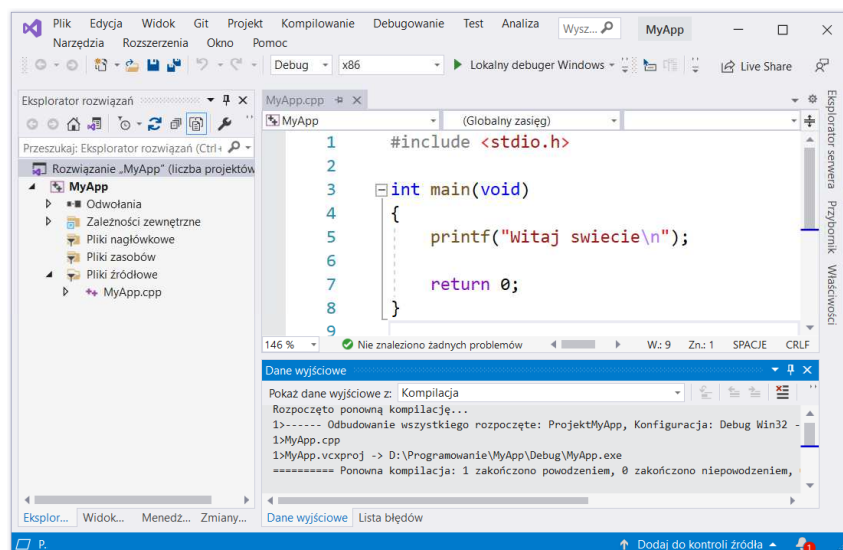 Plik Edycja Widok Git Projekt Kompilowanie Debugowanie Test Analiza Wysz... MyApp
Narzędzia Rozszerzenia Okno Pomoc
Debug x86 Lokalny debuger Windows Live Share
Eksplorator rozwiązań
Przeszukaj: Eksplorator rozwiązań (Ctrl+
Rozwiązanie „MyApp” (liczba projektów
MyApp
Odwołania
Zależności zewnętrzne
Pliki nagłówkowe
Pliki zasobów
Pliki źródłowe
MyApp.cpp
Eksplor... Widok... Menedż... Zmiany...
MyApp.cpp
MyApp (Globalny zasięg)
1 #include <stdio.h>
2
3 int main(void)
4 {
5 printf("Witaj swiecie\n");
6
7 return 0;
8 }
9
146 % Nie znaleziono żadnych problemów W.: 9 Zn.: 1 SPACJE CRLF
Dane wyjściowe
Pokaż dane wyjściowe z: Kompilacja
Rozpoczęto ponowną kompilację...
1>------ Odbudowanie wszystkiego rozpoczęte: ProjektMyApp, Konfiguracja: Debug Win32 -
1>MyApp.cpp
1>MyApp.vcxproj -> D:\Programowanie\MyApp\Debug\MyApp.exe
========== Ponowna kompilacja: 1 zakończono powodzeniem, 0 zakończono niepowodzeniem,
Dane wyjściowe Lista błędów
Eksplorator serwera
Przybornik
Właściwości
P. Dodaj do kontroli źródła 1